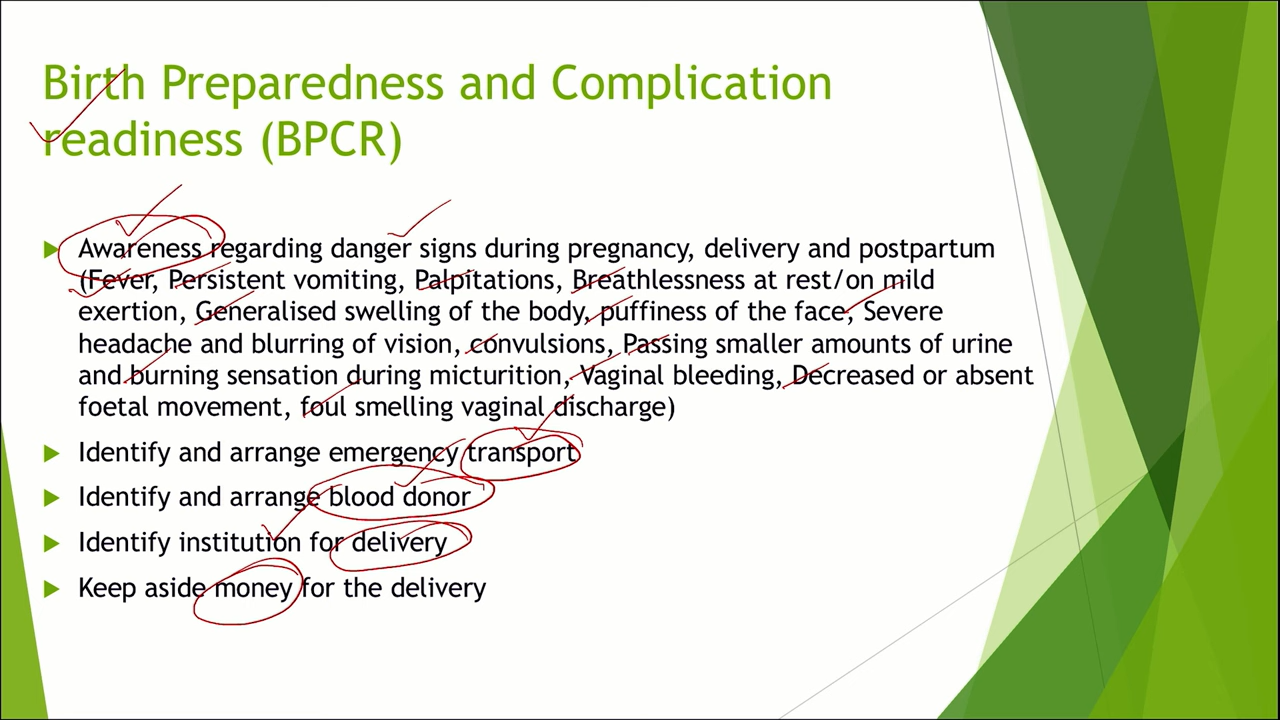 Birth Preparedness and Complication
readiness (BPCR)
Awareness regarding danger signs during pregnancy, delivery and postpartum
(Fever, Persistent vomiting, Palpitations, Breathlessness at rest/on mild
exertion, Generalised swelling of the body, puffiness of the face, Severe
headache and blurring of vision, convulsions, Passing smaller amounts of urine
and burning sensation during micturition, Vaginal bleeding, Decreased or absent
foetal movement, foul smelling vaginal discharge)
Identify and arrange emergency transport
Identify and arrange blood donor
Identify institution for delivery
Keep aside money for the delivery